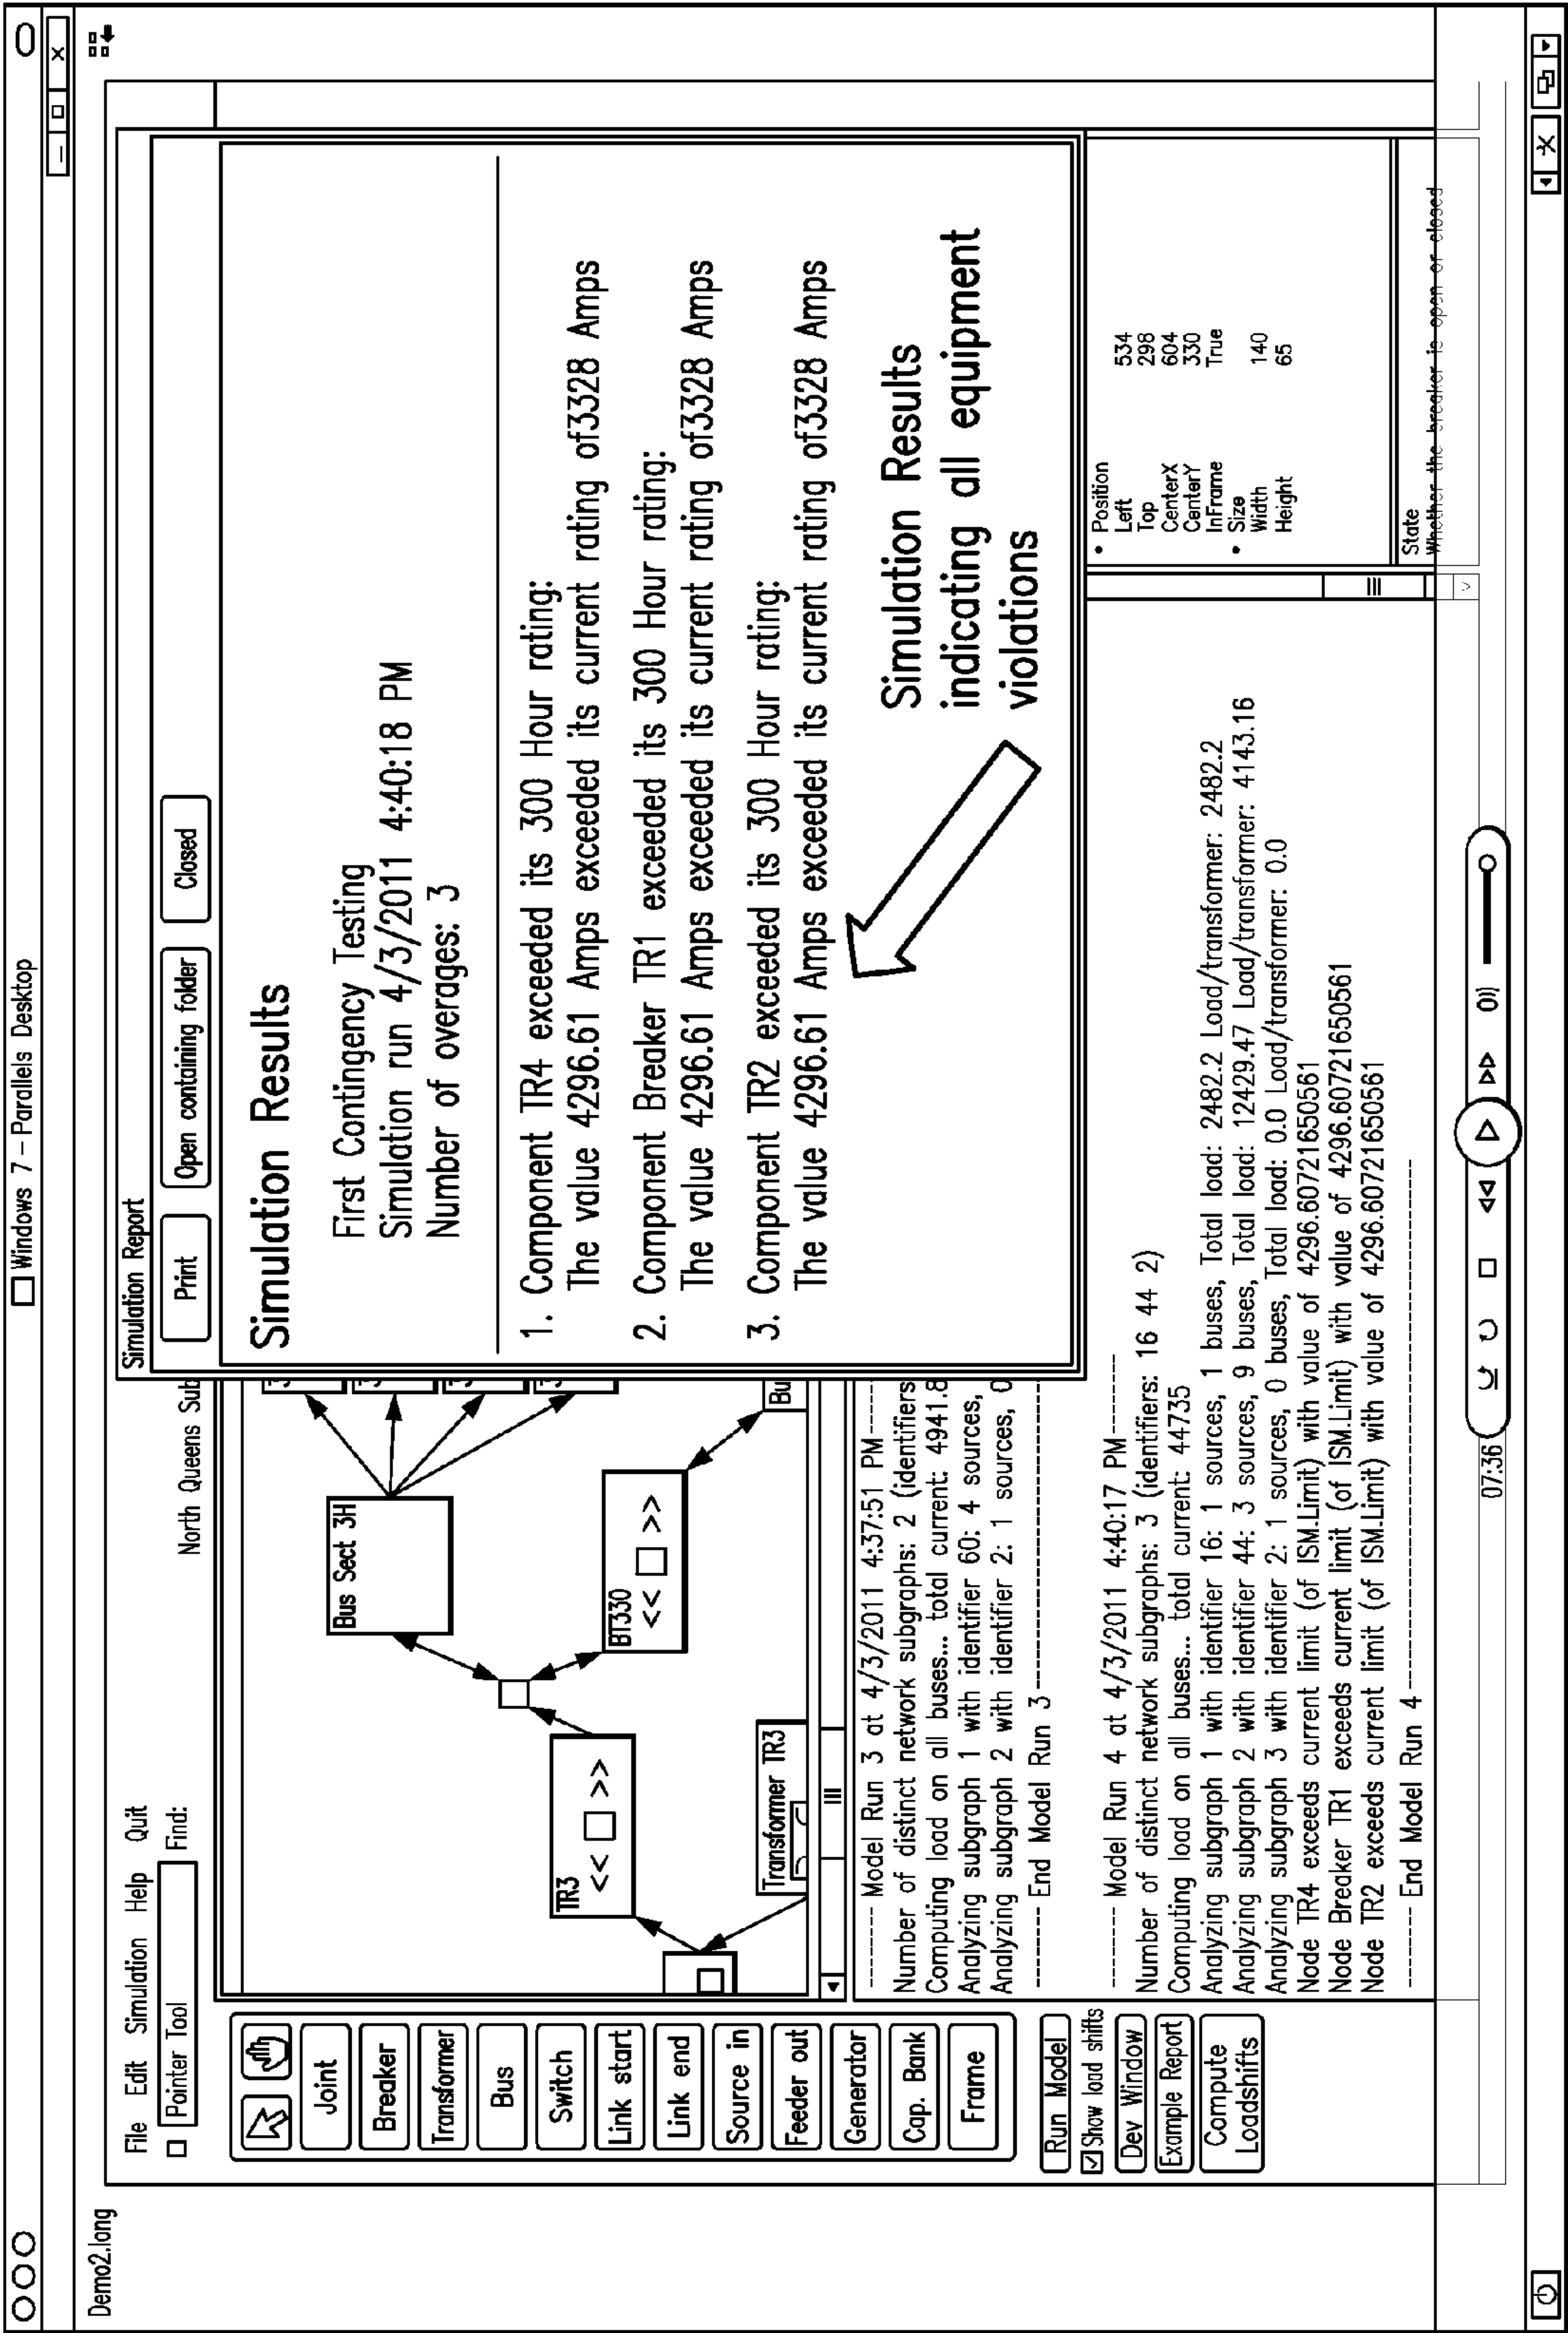 Windows 7 – Parallels Desktop
Demo2.long
File Edit Simulation Help Quit
Pointer Tool
Find:
North Queens Sub
Joint
Breaker
Transformer
Bus
Switch
Link start
Link end
Source in
Feeder out
Generator
Cap. Bank
Frame
Run Model
Show load shifts
Dev Window
Example Report
Compute
Loadshifts
Bus Sect 3H
TR3
<< >>
BT330
<< >>
Transformer TR3
Bu
Simulation Report
Print
Open containing folder
Closed
Simulation Results
First Contingency Testing
Simulation run 4/3/2011 4:40:18 PM
Number of overages: 3
1. Component TR4 exceeded its 300 Hour rating:
The value 4296.61 Amps exceeded its current rating of3328 Amps
2. Component Breaker TR1 exceeded its 300 Hour rating:
The value 4296.61 Amps exceeded its current rating of3328 Amps
3. Component TR2 exceeded its 300 Hour rating:
The value 4296.61 Amps exceeded its current rating of3328 Amps
Simulation Results
indicating all equipment
violations
------- Model Run 3 at 4/3/2011 4:37:51 PM------
Number of distinct network subgraphs: 2 (identifiers
Computing load on all buses... total current: 4941.8
Analyzing subgraph 1 with identifier 60: 4 sources,
Analyzing subgraph 2 with identifier 2: 1 sources, 0
------ End Model Run 3 ------------------------------
------- Model Run 4 at 4/3/2011 4:40:17 PM--------------
Number of distinct network subgraphs: 3 (identifiers: 16 44 2)
Computing load on all buses... total current: 44735
Analyzing subgraph 1 with identifier 16: 1 sources, 1 buses, Total load: 2482.2 Load/transformer: 2482.2
Analyzing subgraph 2 with identifier 44: 3 sources, 9 buses, Total load: 12429.47 Load/transformer: 4143.16
Analyzing subgraph 3 with identifier 2: 1 sources, 0 buses, Total load: 0.0 Load/transformer: 0.0
Node TR4 exceeds current limit (of ISM.Limit) with value of 4296.60721650561
Node Breaker TR1 exceeds current limit (of ISM.Limit) with value of 4296.60721650561
Node TR2 exceeds current limit (of ISM.Limit) with value of 4296.60721650561
------ End Model Run 4 ------------------------------------------------
• Position
Left 534
Top 298
CenterX 604
CenterY 330
InFrame True
• Size
Width 140
Height 65
State
Whether the breaker is open or closed
07:36